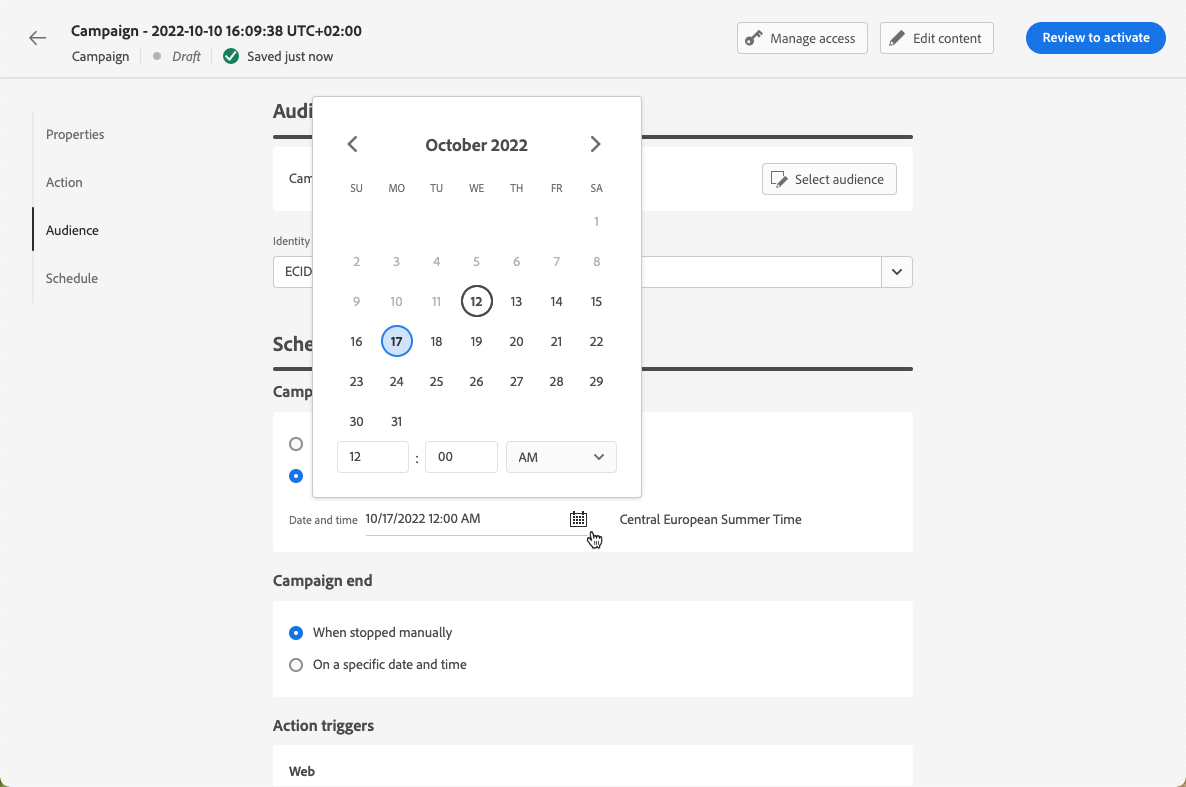 Campaign - 2022-10-10 16:09:38 UTC+02:00
Campaign
Draft
Saved just now
Manage access
Edit content
Review to activate
Properties
Action
Audience
Schedule
Audi
Cam
Select audience
Identity
ECID
October 2022
SU MO TU WE TH FR SA
1
2 3 4 5 6 7 8
9 10 11 12 13 14 15
16 17 18 19 20 21 22
23 24 25 26 27 28 29
30 31
12 : 00 AM
Sche
Camp
Date and time 10/17/2022 12:00 AM Central European Summer Time
Campaign end
When stopped manually
On a specific date and time
Action triggers
Web